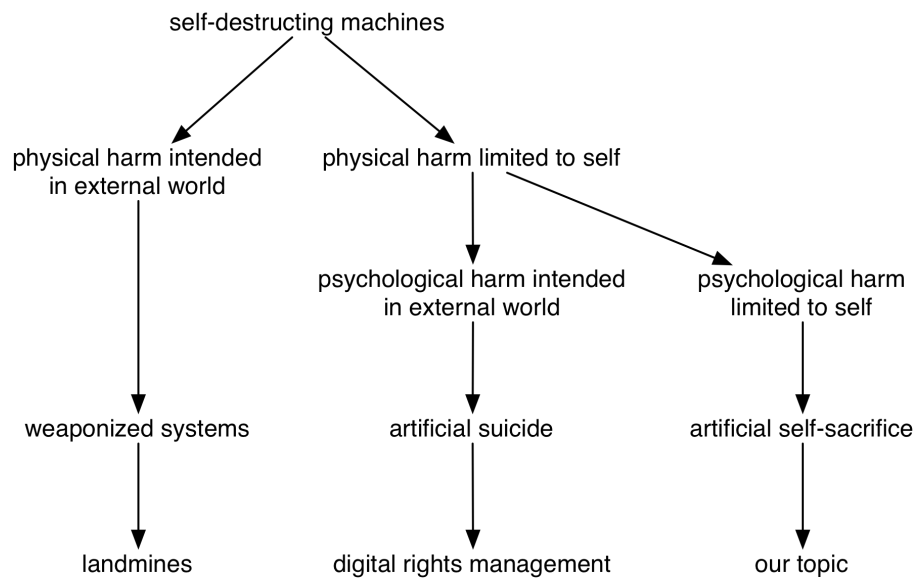 self-destructing machines
physical harm intended
in external world
physical harm limited to self
psychological harm intended
in external world
psychological harm
limited to self
weaponized systems
artificial suicide
artificial self-sacrifice
landmines
digital rights management
our topic